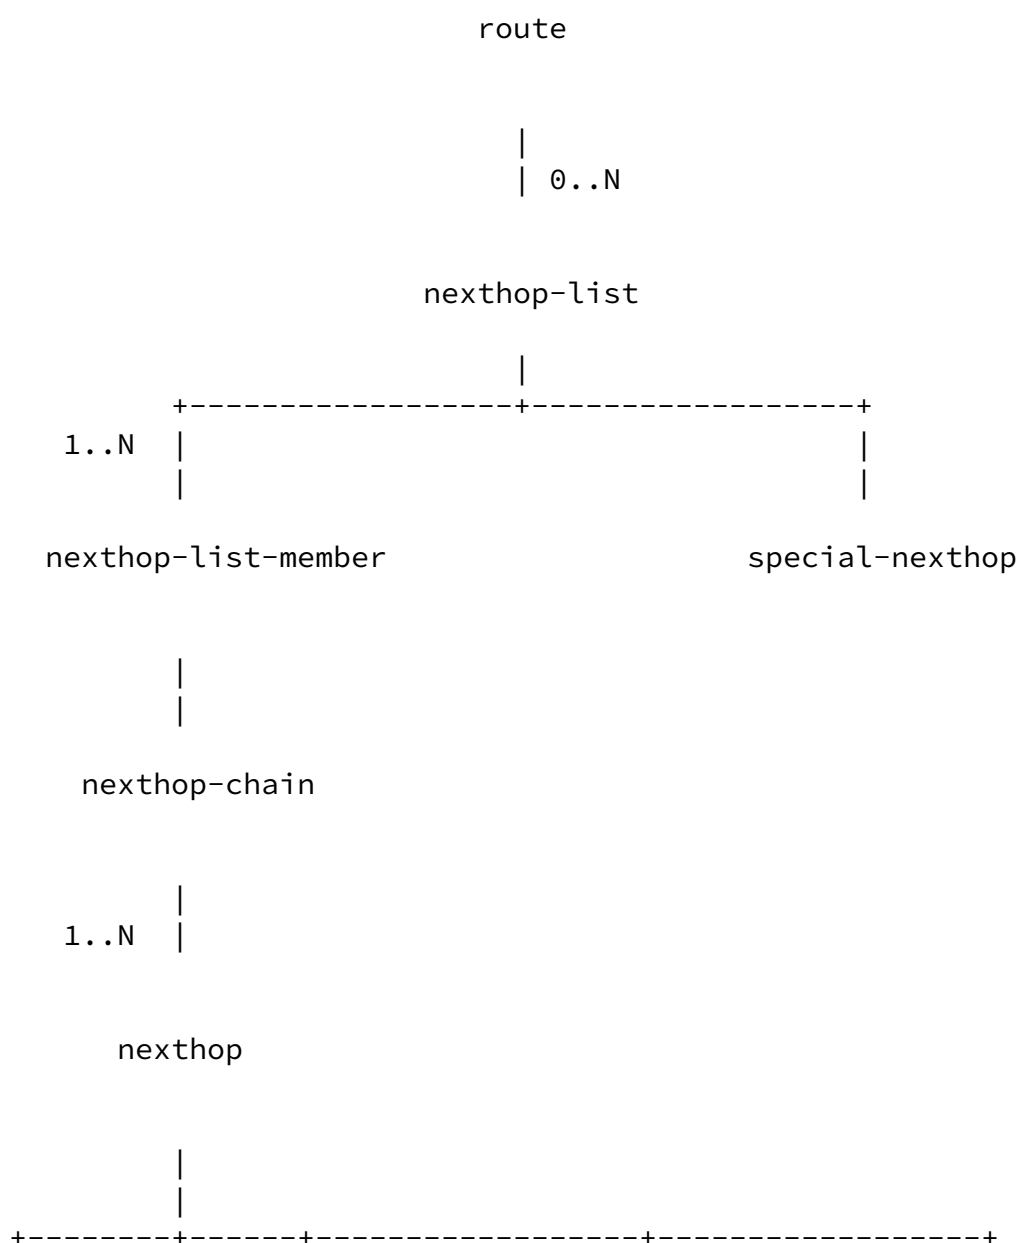 route
|
| 0..N
nexthop-list
|
+------------------+------------------+
1..N | |
| |
nexthop-list-member special-nexthop
|
|
nexthop-chain
|
1..N |
nexthop
|
|
+--------+------+------------------+------------------+